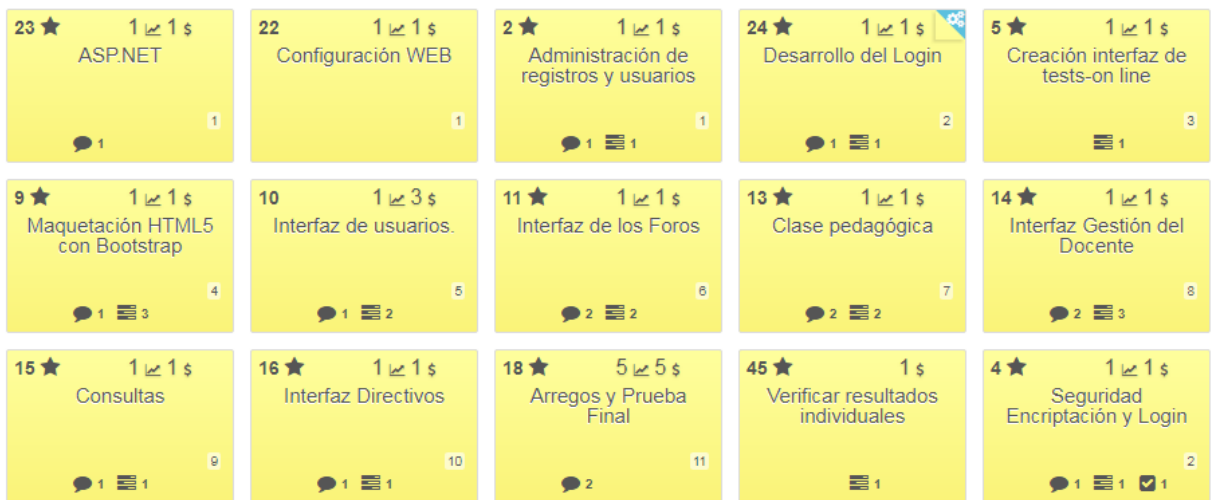 23 1 1 $
ASP.NET
1
1
22 1 1 $
Configuración WEB
1
2 1 1 $
Administración de
registros y usuarios
1
1 1
24 1 1 $
Desarrollo del Login
2
1 1
5 1 1 $
Creación interfaz de
tests-on line
3
1
9 1 1 $
Maquetación HTML5
con Bootstrap
4
1 3
10 1 3 $
Interfaz de usuarios.
5
1 2
11 1 1 $
Interfaz de los Foros
6
2 2
13 1 1 $
Clase pedagógica
7
2 2
14 1 1 $
Interfaz Gestión del
Docente
8
2 3
15 1 1 $
Consultas
9
1 1
16 1 1 $
Interfaz Directivos
10
1 1
18 5 5 $
Arregos y Prueba
Final
11
2
45 1 $
Verificar resultados
individuales
1
4 1 1 $
Seguridad
Encriptación y Login
2
1 1 1